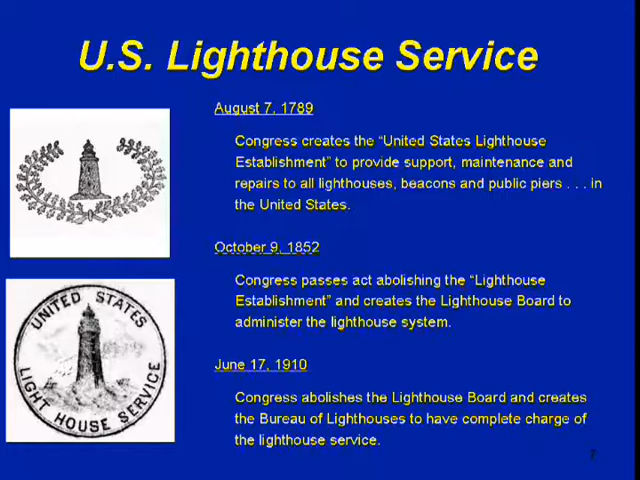 U.S. Lighthouse Service
August 7, 1789
Congress creates the “United States Lighthouse
Establishment” to provide support, maintenance and
repairs to all lighthouses, beacons and public piers . . . in
the United States.
October 9, 1852
Congress passes act abolishing the “Lighthouse
Establishment” and creates the Lighthouse Board to
administer the lighthouse system.
June 17, 1910
Congress abolishes the Lighthouse Board and creates
the Bureau of Lighthouses to have complete charge of
the lighthouse service.
UNITED STATES
LIGHT HOUSE SERVICE
7